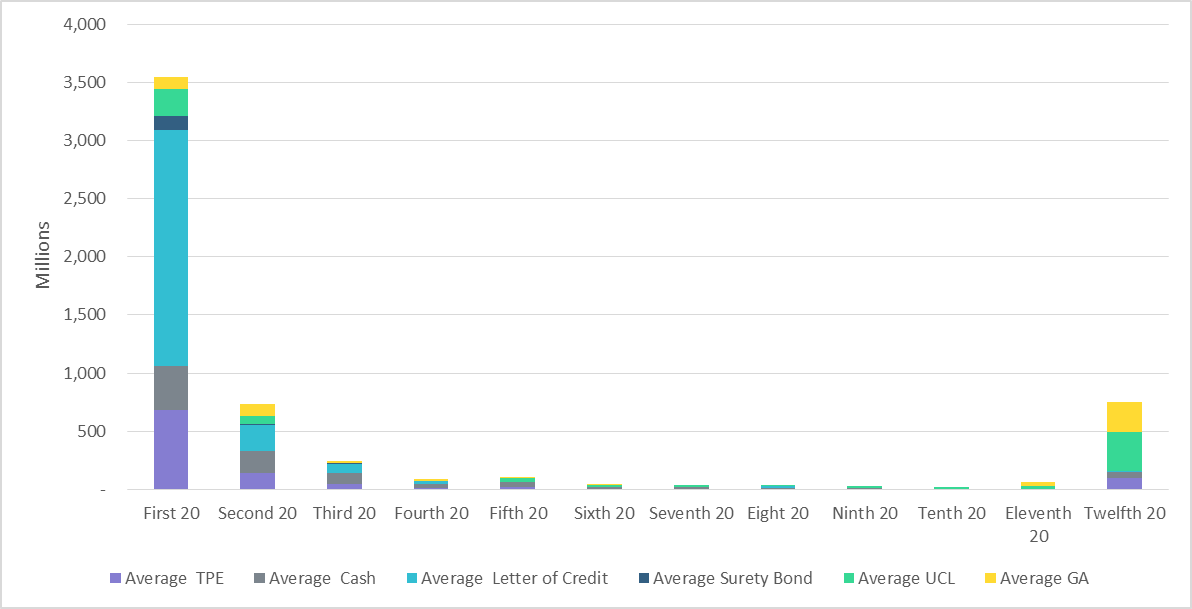 4,000
3,500
3,000
2,500
2,000
1,500
1,000
500
-
Millions
First 20
Second 20
Third 20
Fourth 20
Fifth 20
Sixth 20
Seventh 20
Eight 20
Ninth 20
Tenth 20
Eleventh
20
Twelfth 20
Average TPE
Average Cash
Average Letter of Credit
Average Surety Bond
Average UCL
Average GA